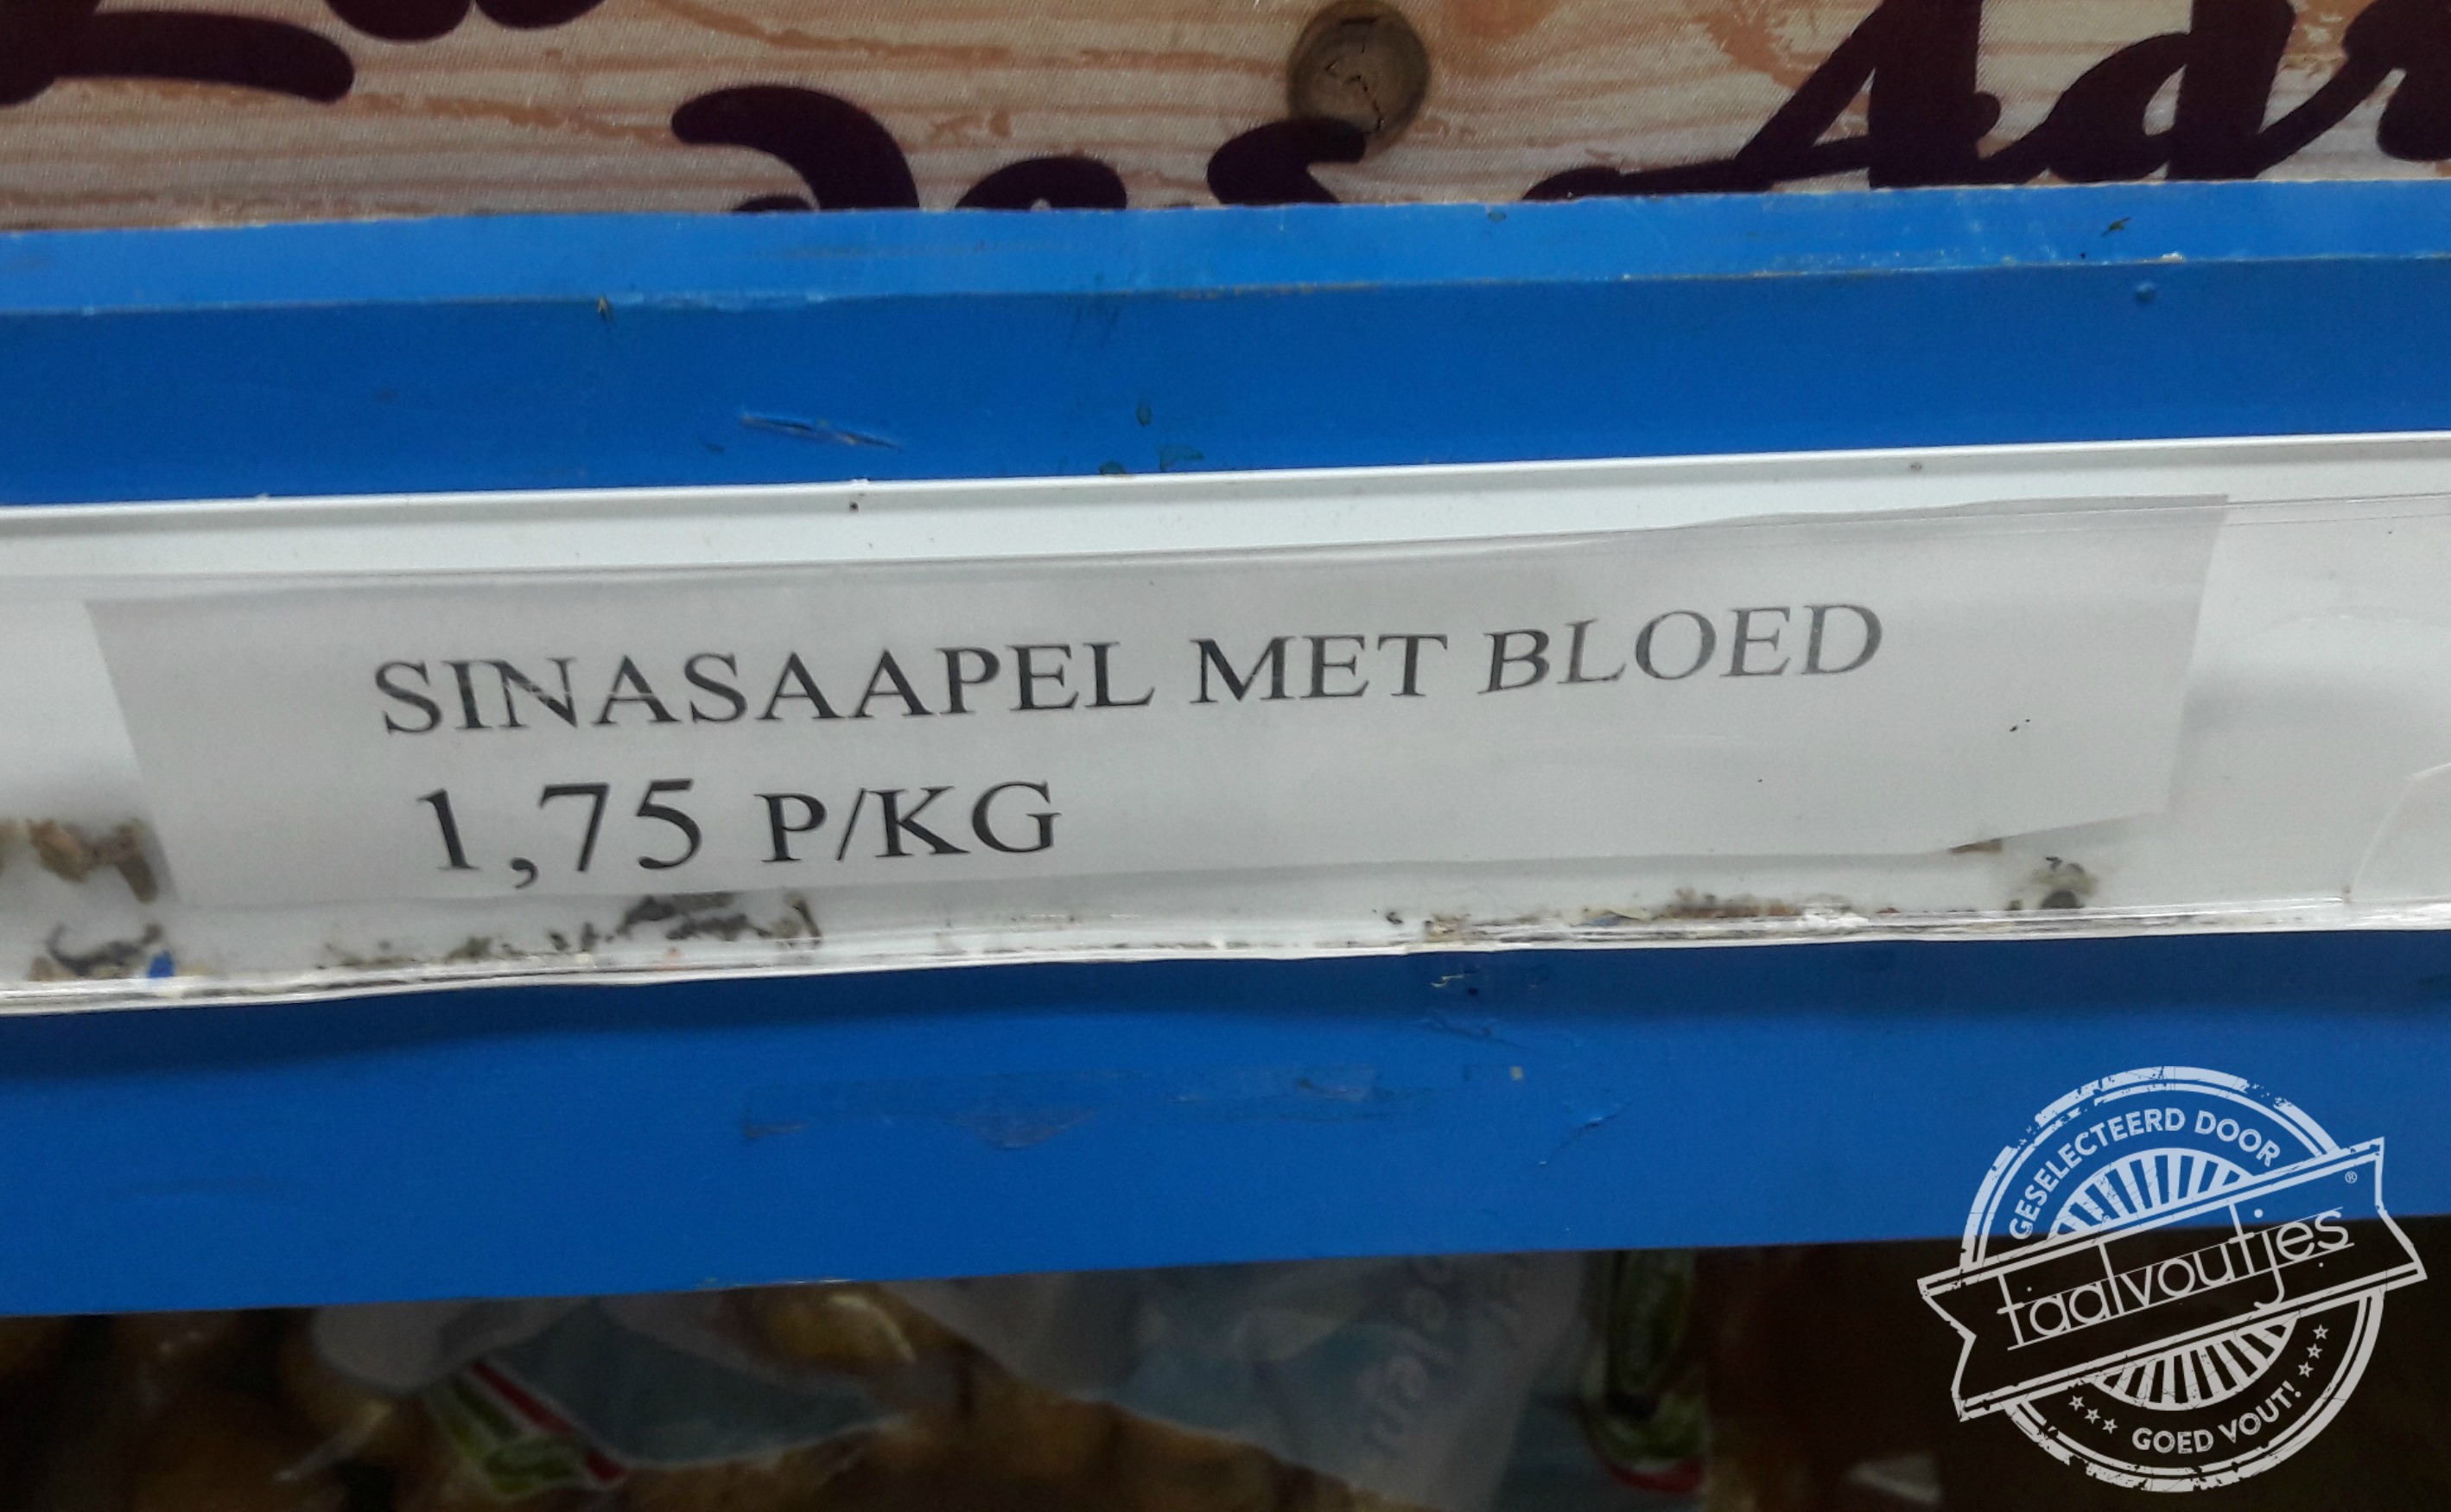 SINASAAPEL MET BLOED
1,75 P/KG
GESELECTEERD DOOR
taalvoutjes®
GOED VOUT!